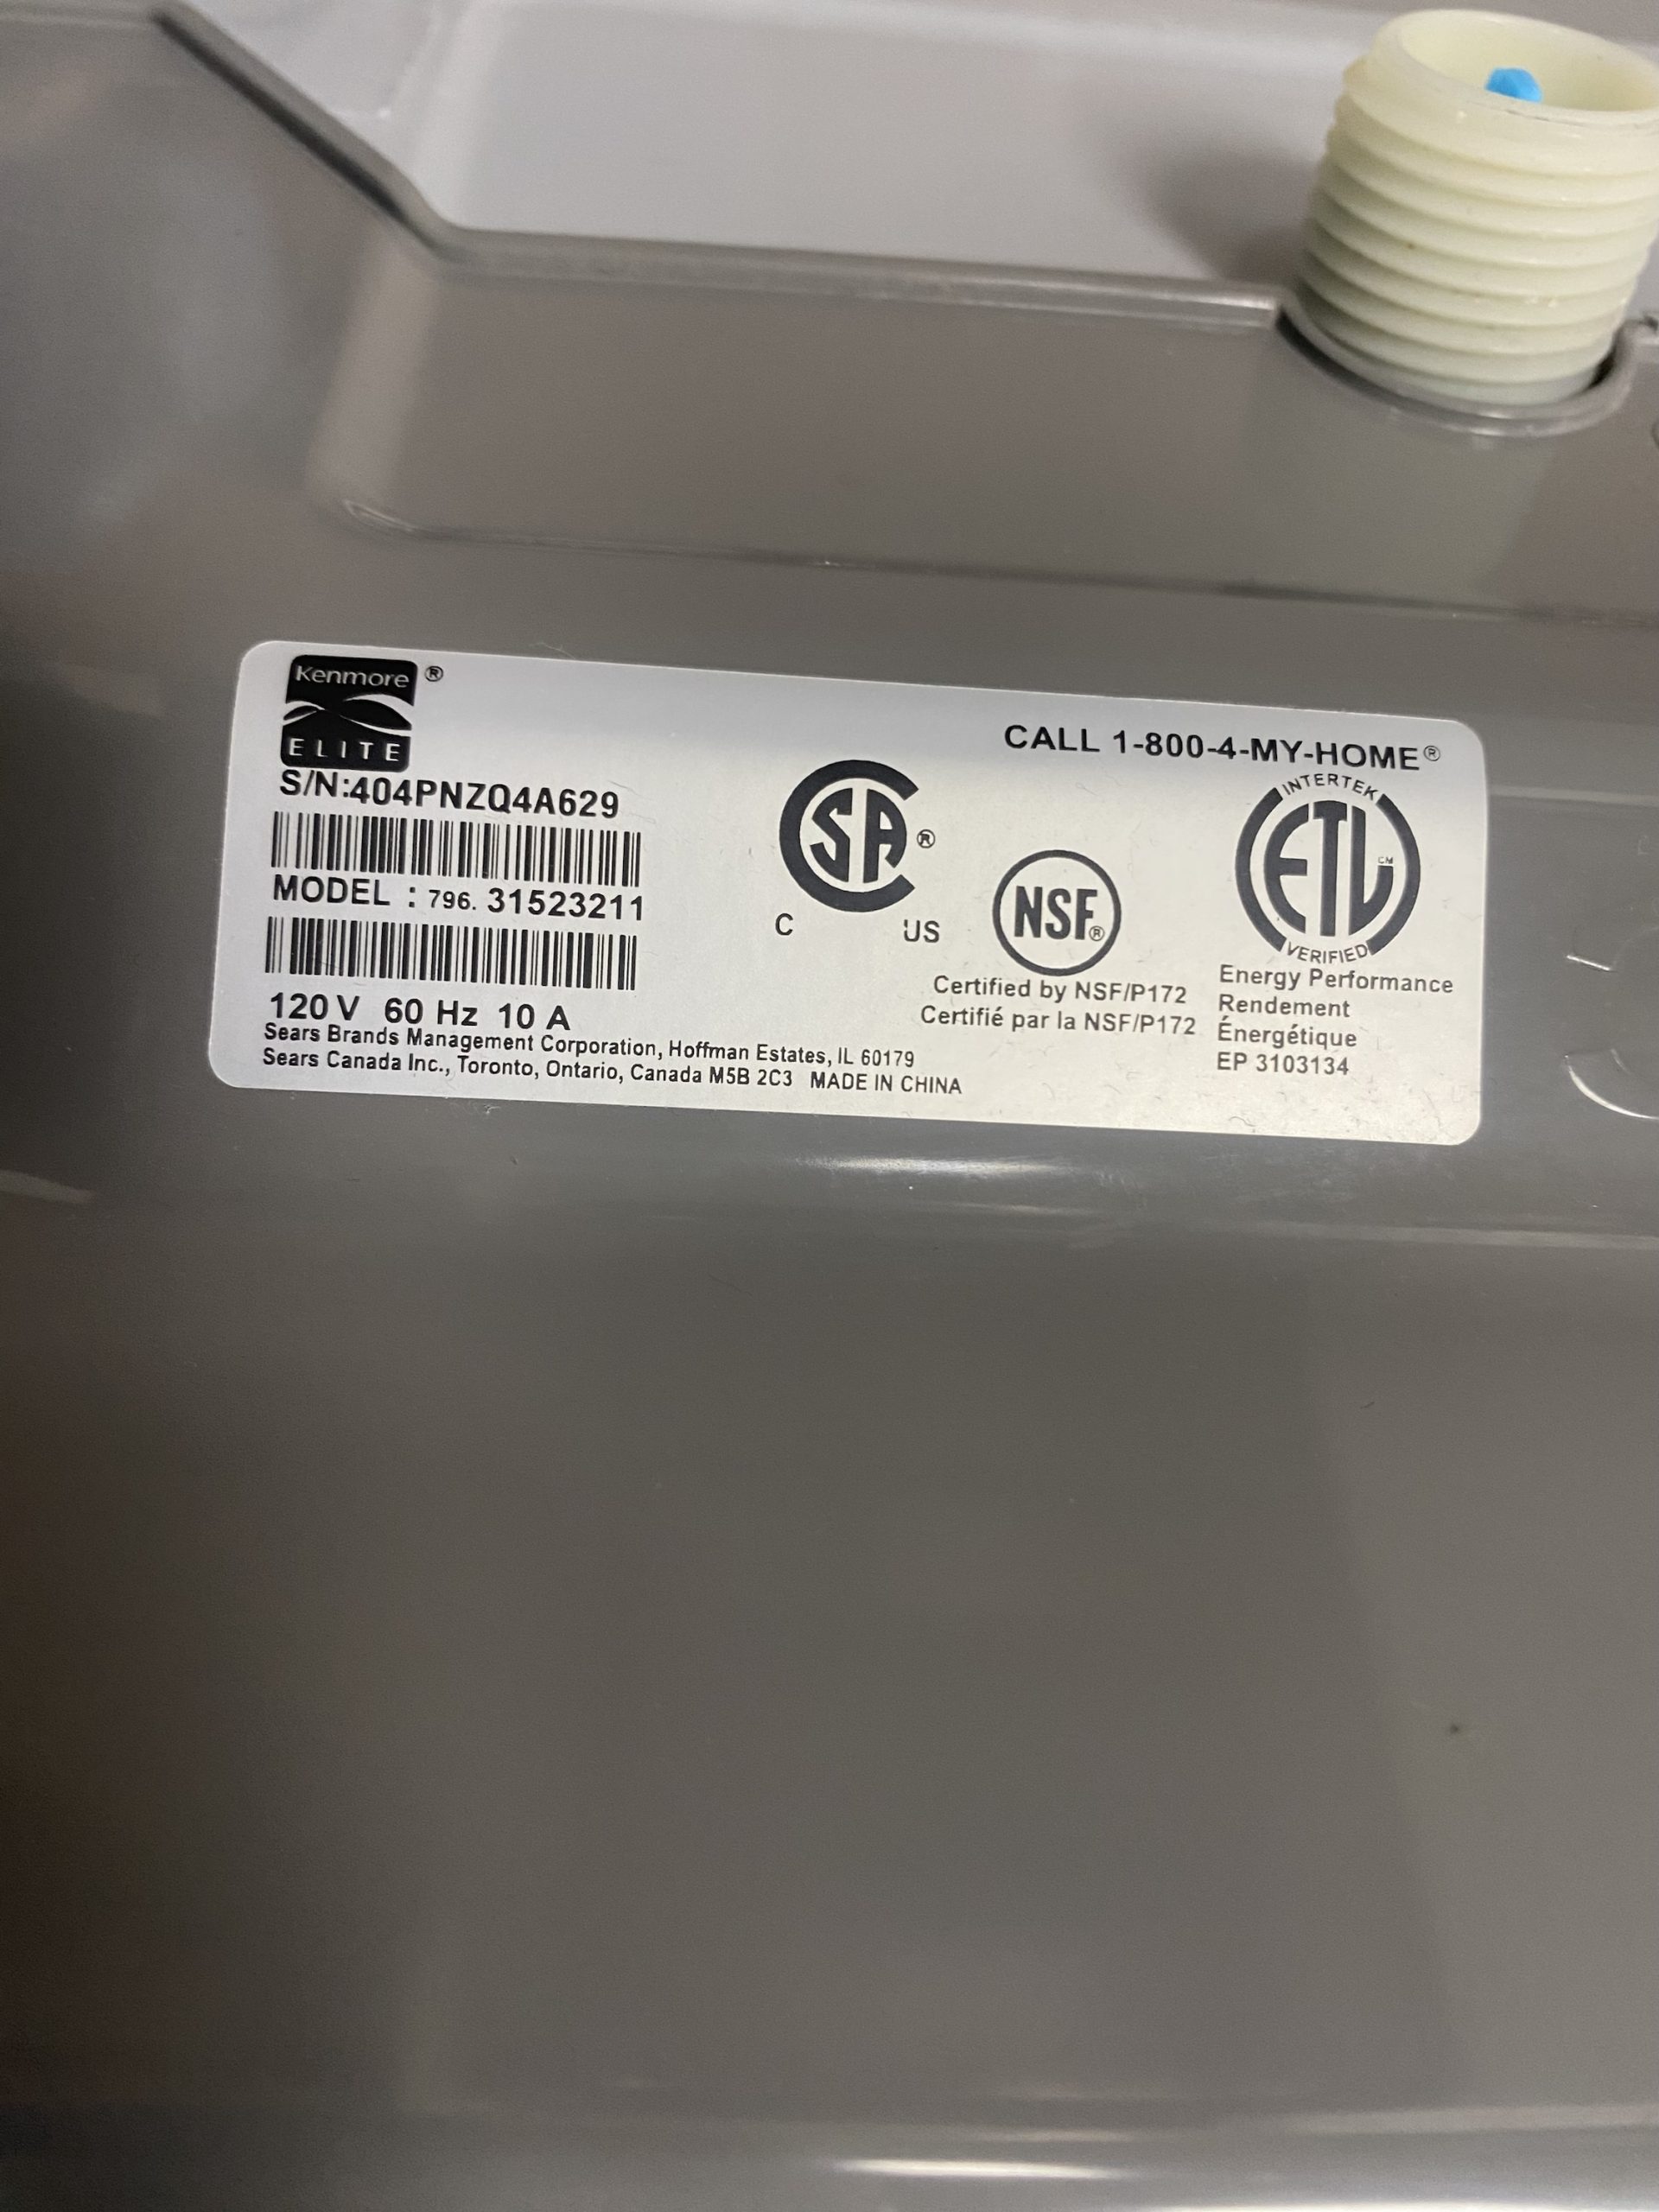 Kenmore ®
ELITE
CALL 1-800-4-MY-HOME®
S/N:404PNZQ4A629
MODEL : 796. 31523211
120 V 60 Hz 10 A
Sears Brands Management Corporation, Hoffman Estates, IL 60179
Sears Canada Inc., Toronto, Ontario, Canada M5B 2C3 MADE IN CHINA
CSA®
C US
NSF®
Certified by NSF/P172
Certifié par la NSF/P172
INTERTEK
ETL CM
VERIFIED
Energy Performance
Rendement
Énergétique
EP 3103134